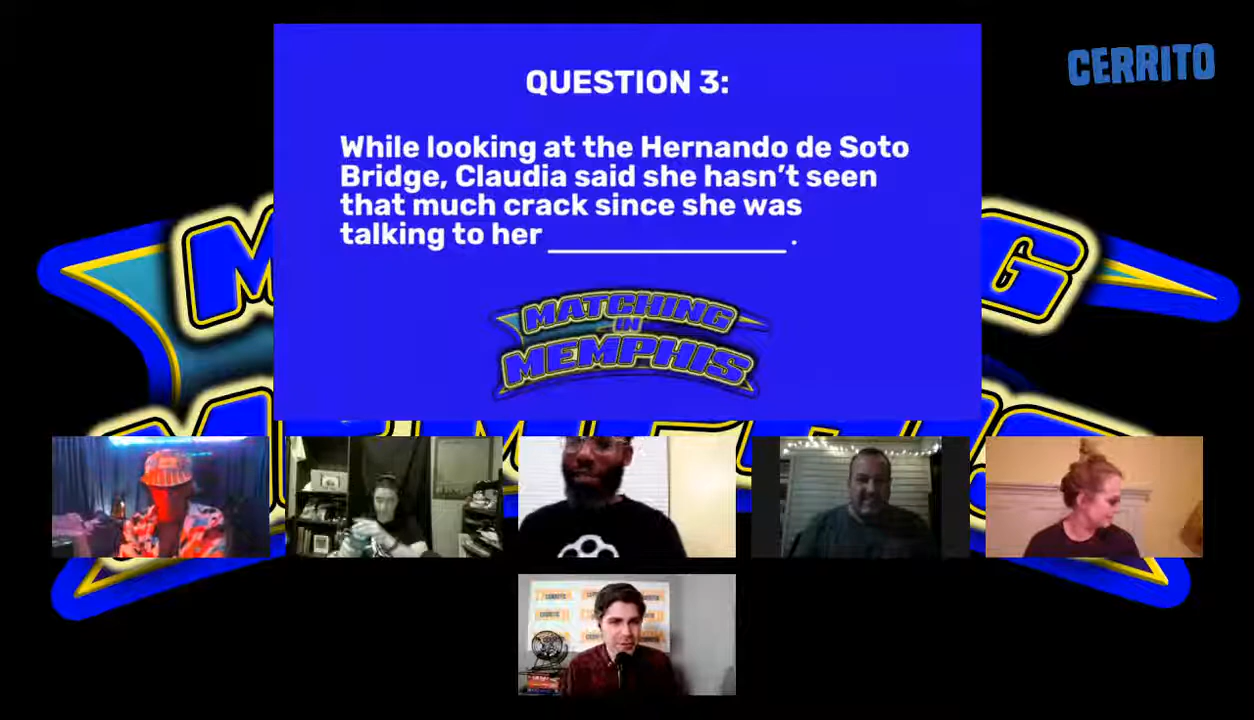 CERRITO
QUESTION 3:
While looking at the Hernando de Soto
Bridge, Claudia said she hasn't seen
that much crack since she was
talking to her ______________.
MATCHING
IN
MEMPHIS